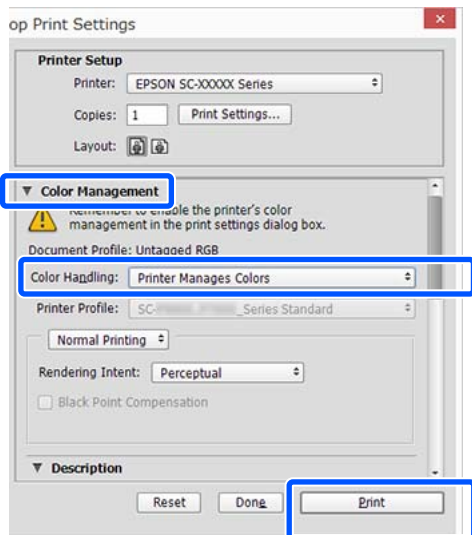 op Print Settings
Printer Setup
Printer: EPSON SC-XXXXX Series
Copies: 1 Print Settings...
Layout:
Color Management
Remember to enable the printer's color
management in the print settings dialog box.
Document Profile: Untagged RGB
Color Handling: Printer Manages Colors
Printer Profile: SC- _Series Standard
Normal Printing
Rendering Intent: Perceptual
Black Point Compensation
Description
Reset Done Print